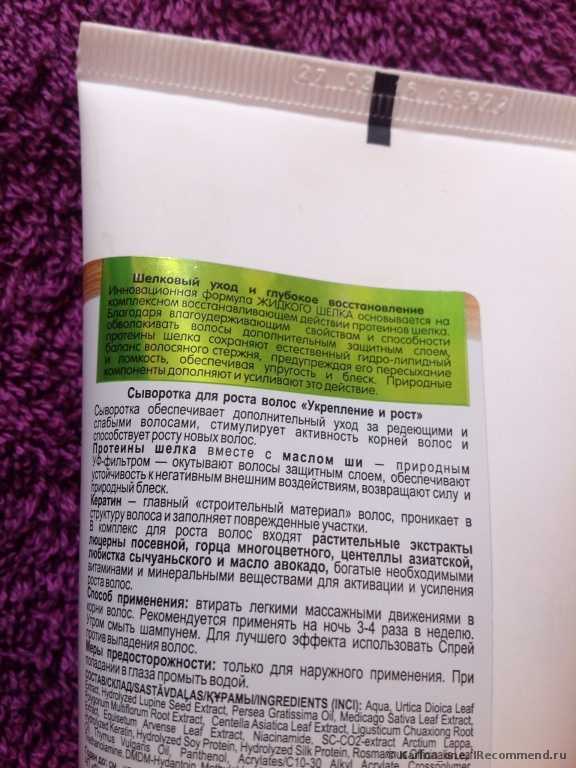 Шелковый уход и глубокое восстановление
Инновационная формула ЖИДКОГО ШЕЛКА основывается на
комплексном восстанавливающем действии протеинов шелка.
Благодаря влагоудерживающим свойствам и способности
обволакивать волосы дополнительным защитным слоем,
протеины шелка сохраняют естественный гидро-липидный
баланс волосяного стержня, предупреждая его пересыхание
и ломкость, обеспечивая упругость и блеск. Природные
компоненты дополняют и усиливают это действие.
Сыворотка для роста волос «Укрепление и рост»
Сыворотка обеспечивает дополнительный уход за редеющими и
слабыми волосами, стимулует активность корней волос и
способствует росту новых волос.
Протеины шелка вместе с маслом ши – природным
УФ-фильтром — окутывают волосы защитным слоем, обеспечивают
устойчивость к негативным внешним воздействиям, возвращают силу и
природный блеск.
Кератин – главный «строительный материал» волос, проникает в
структуру волоса и заполняет поврежденные участки.
В комплекс для роста волос входят растительные экстракты
люцерны посевной, горца многоцветного, центеллы азиатской,
любистка сычуаньского и масло авокадо, богатые необходимыми
витаминами и минеральными веществами для активации и усиления
роста волос.
Способ применения: втирать легкими массажными движениями в
корни волос. Рекомендуется применять на ночь 3-4 раза в неделю.
Утром смыть шампунем. Для лучшего эффекта использовать Спрей
против выпадения волос.
Меры предосторожности: только для наружного применения. При
попадании в глаза промыть водой.
СОСТАВ/СКЛАД/SASTĀVDAĻAS/ҚҰРАМЫ/INGREDIENTS (INCI): Aqua, Urtica Dioica Leaf
Extract, Hydrolyzed Lupine Seed Extract, Persea Gratissima Oil, Medicago Sativa Leaf Extract,
Polygonum Multiflorum Root Extract, Centella Asiatica Leaf Extract, Ligusticum Chuaxiong Root
Extract, Equisetum Arvense Leaf Extract, Niacinamide, SC-CO2-extract Arctium Lappa,
Keratin, Hydrolyzed Soy Protein, Hydrolyzed Silk Protein,
Thymus Vulgaris Oil, Panthenol, Acrylates/C10-30 Alkyl Acrylate Crosspolymer,
DMDM-Hydantoin
iRecommend.ru